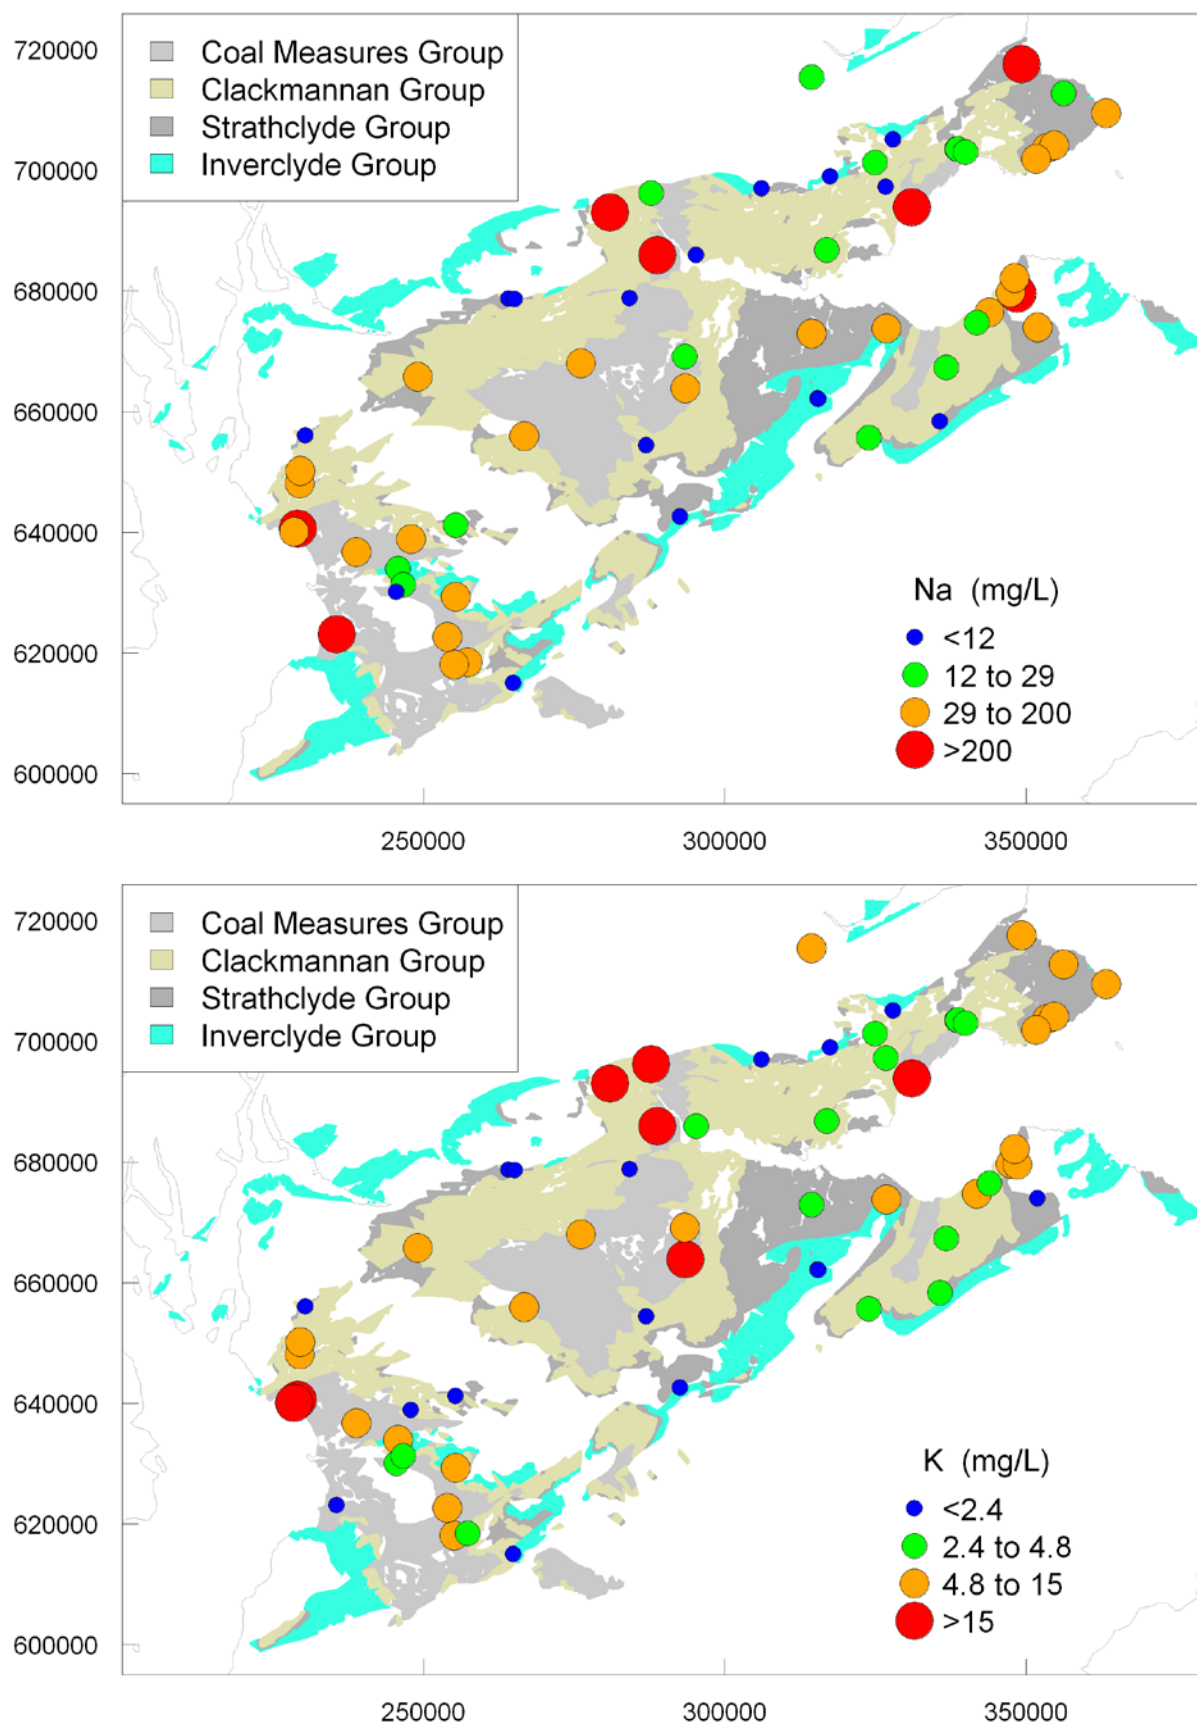 720000
Coal Measures Group
Clackmannan Group
700000
Strathclyde Group
Inverclyde Group
680000
660000
640000
Na (mg/L)
<12
620000
12 to 29
29 to 200
>200
600000
250000 300000 350000
720000
Coal Measures Group
Clackmannan Group
700000
Strathclyde Group
Inverclyde Group
680000
660000
640000
K (mg/L)
<2.4
620000
2.4 to 4.8
4.8 to 15
>15
600000
250000 300000 350000